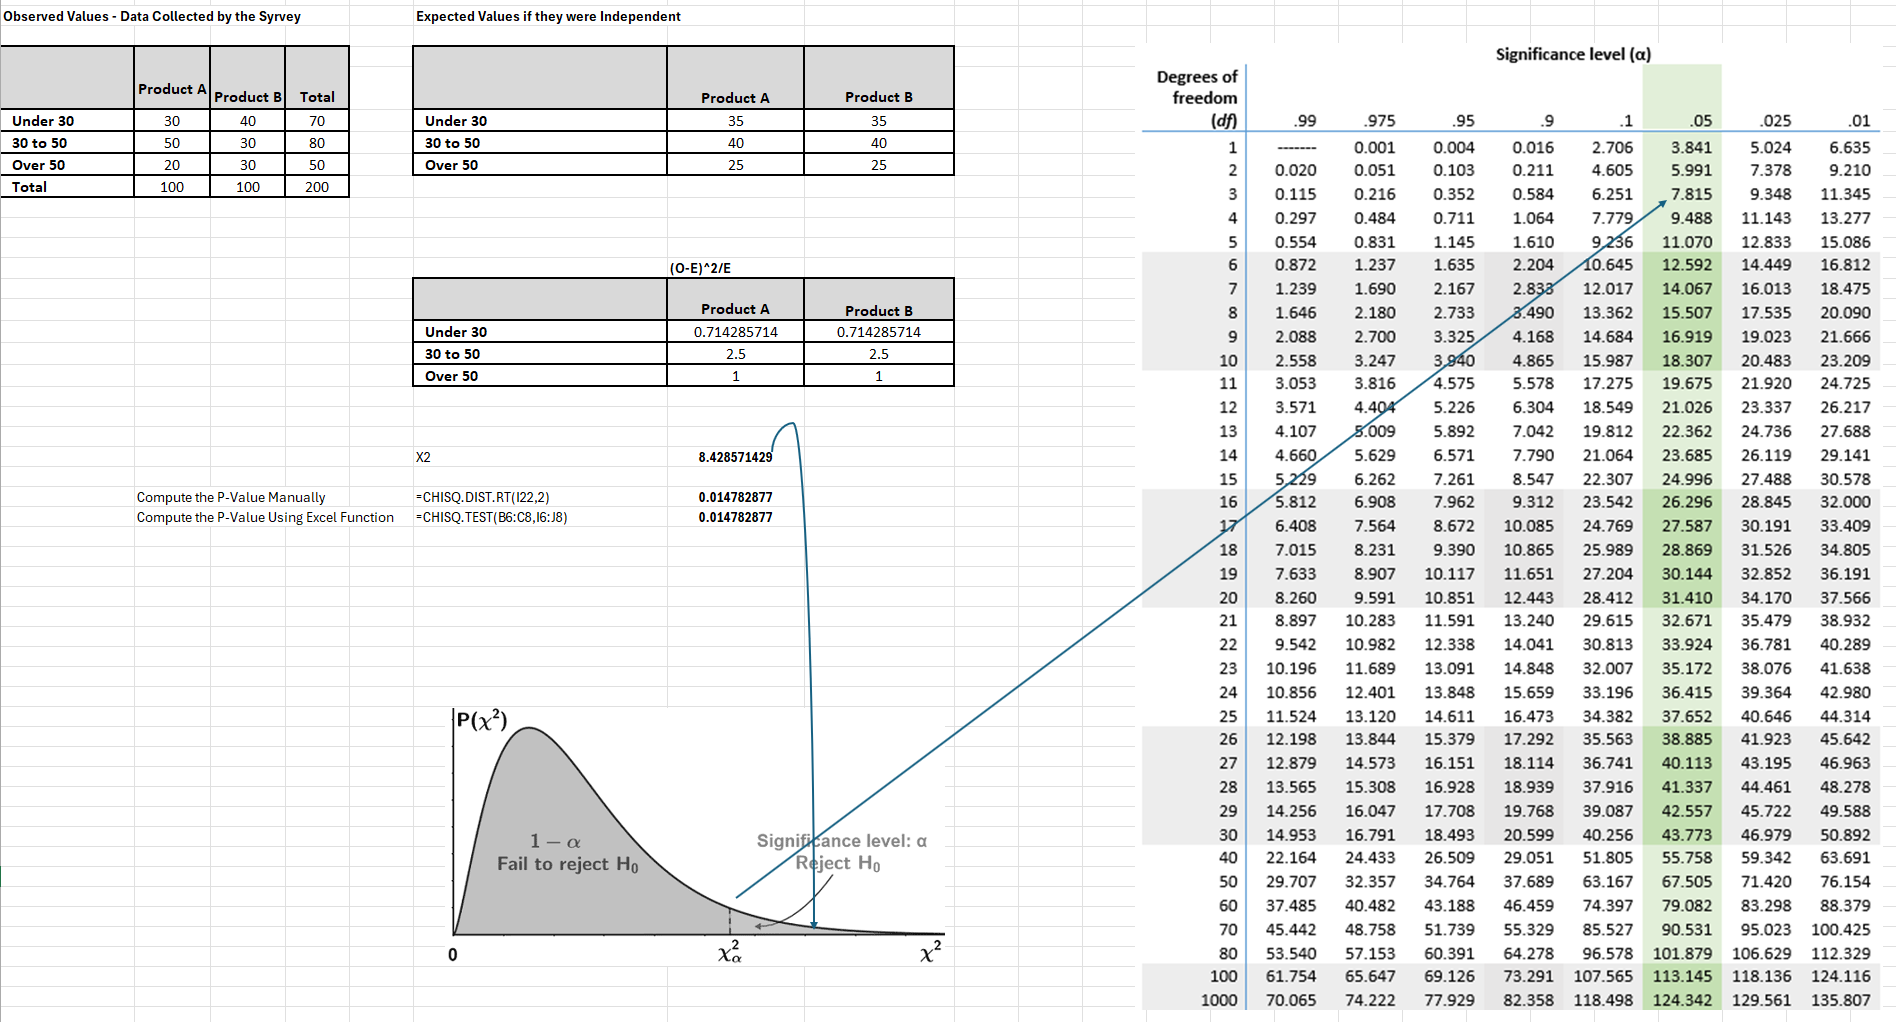 Observed Values - Data Collected by the Syrvey
Product A Product B Total
Under 30 30 40 70
30 to 50 50 30 80
Over 50 20 30 50
Total 100 100 200
Expected Values if they were Independent
Product A Product B
Under 30 35 35
30 to 50 40 40
Over 50 25 25
(O-E)^2/E
Product A Product B
Under 30 0.714285714 0.714285714
30 to 50 2.5 2.5
Over 50 1 1
X2 8.428571429
Compute the P-Value Manually =CHISQ.DIST.RT(I22,2) 0.014782877
Compute the P-Value Using Excel Function =CHISQ.TEST(B6:C8,I6:J8) 0.014782877
P(χ²)
1 − α
Fail to reject H₀
Significance level: α
Reject H₀
0 χ²α χ²
Significance level (α)
Degrees of
freedom
(df) .99 .975 .95 .9 .1 .05 .025 .01
1 ------- 0.001 0.004 0.016 2.706 3.841 5.024 6.635
2 0.020 0.051 0.103 0.211 4.605 5.991 7.378 9.210
3 0.115 0.216 0.352 0.584 6.251 7.815 9.348 11.345
4 0.297 0.484 0.711 1.064 7.779 9.488 11.143 13.277
5 0.554 0.831 1.145 1.610 9.236 11.070 12.833 15.086
6 0.872 1.237 1.635 2.204 10.645 12.592 14.449 16.812
7 1.239 1.690 2.167 2.833 12.017 14.067 16.013 18.475
8 1.646 2.180 2.733 3.490 13.362 15.507 17.535 20.090
9 2.088 2.700 3.325 4.168 14.684 16.919 19.023 21.666
10 2.558 3.247 3.940 4.865 15.987 18.307 20.483 23.209
11 3.053 3.816 4.575 5.578 17.275 19.675 21.920 24.725
12 3.571 4.404 5.226 6.304 18.549 21.026 23.337 26.217
13 4.107 5.009 5.892 7.042 19.812 22.362 24.736 27.688
14 4.660 5.629 6.571 7.790 21.064 23.685 26.119 29.141
15 5.229 6.262 7.261 8.547 22.307 24.996 27.488 30.578
16 5.812 6.908 7.962 9.312 23.542 26.296 28.845 32.000
17 6.408 7.564 8.672 10.085 24.769 27.587 30.191 33.409
18 7.015 8.231 9.390 10.865 25.989 28.869 31.526 34.805
19 7.633 8.907 10.117 11.651 27.204 30.144 32.852 36.191
20 8.260 9.591 10.851 12.443 28.412 31.410 34.170 37.566
21 8.897 10.283 11.591 13.240 29.615 32.671 35.479 38.932
22 9.542 10.982 12.338 14.041 30.813 33.924 36.781 40.289
23 10.196 11.689 13.091 14.848 32.007 35.172 38.076 41.638
24 10.856 12.401 13.848 15.659 33.196 36.415 39.364 42.980
25 11.524 13.120 14.611 16.473 34.382 37.652 40.646 44.314
26 12.198 13.844 15.379 17.292 35.563 38.885 41.923 45.642
27 12.879 14.573 16.151 18.114 36.741 40.113 43.195 46.963
28 13.565 15.308 16.928 18.939 37.916 41.337 44.461 48.278
29 14.256 16.047 17.708 19.768 39.087 42.557 45.722 49.588
30 14.953 16.791 18.493 20.599 40.256 43.773 46.979 50.892
40 22.164 24.433 26.509 29.051 51.805 55.758 59.342 63.691
50 29.707 32.357 34.764 37.689 63.167 67.505 71.420 76.154
60 37.485 40.482 43.188 46.459 74.397 79.082 83.298 88.379
70 45.442 48.758 51.739 55.329 85.527 90.531 95.023 100.425
80 53.540 57.153 60.391 64.278 96.578 101.879 106.629 112.329
100 61.754 65.647 69.126 73.291 107.565 113.145 118.136 124.116
1000 70.065 74.222 77.929 82.358 118.498 124.342 129.561 135.807